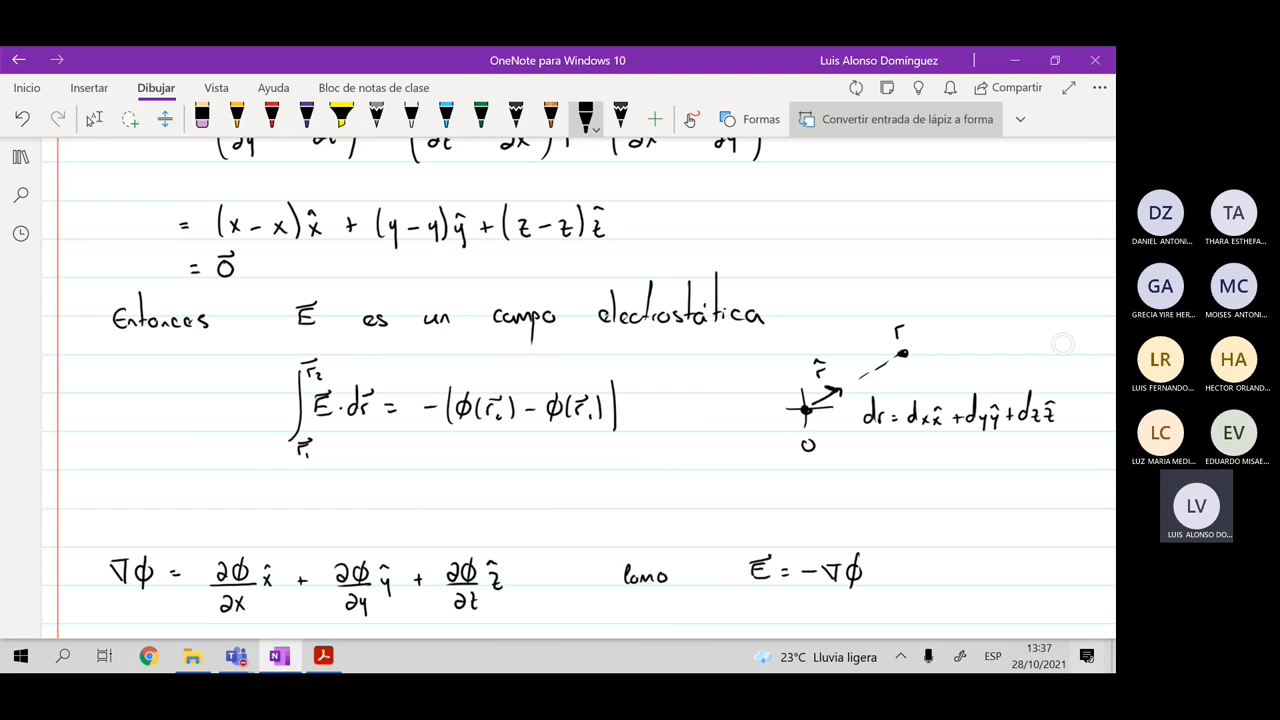 OneNote para Windows 10
Luis Alonso Domínguez
Inicio Insertar Dibujar Vista Ayuda Bloc de notas de clase
Compartir
Formas
Convertir entrada de lápiz a forma
= (x - x) x̂ + (y - y) ŷ + (z - z) ẑ
= 0⃗
Entonces E⃗ es un campo electrostática
∫_{r⃗₁}^{r⃗₂} E⃗ · dr⃗ = - (ϕ(r⃗₂) - ϕ(r⃗₁))
r
r̂
dr = dx x̂ + dy ŷ + dz ẑ
O
∇ϕ = ∂ϕ/∂x x̂ + ∂ϕ/∂y ŷ + ∂ϕ/∂z ẑ como E⃗ = -∇ϕ
DZ TA
DANIEL ANTONI... THARA ESTHEFA...
GA MC
GRECIA YIRE HER... MOISES ANTONI...
LR HA
LUIS FERNANDO... HECTOR ORLAND...
LC EV
LUZ MARIA MEDI... EDUARDO MISAE...
LV
LUIS ALONSO DO...
23°C Lluvia ligera
ESP
13:37
28/10/2021